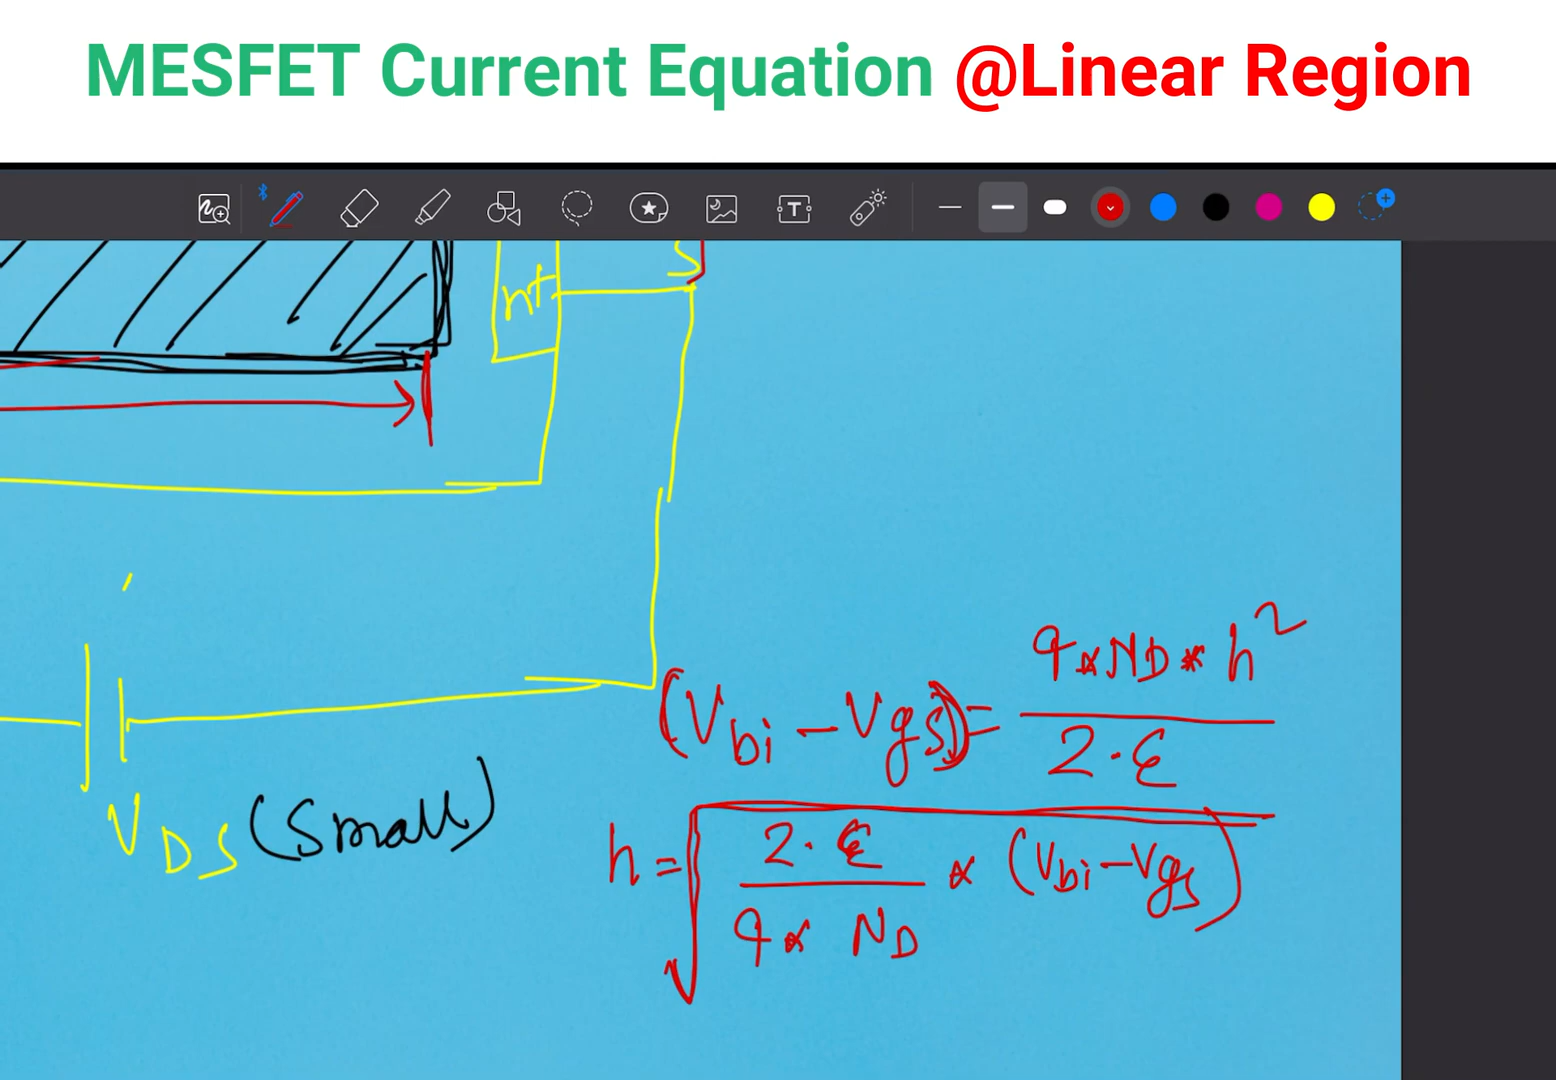 MESFET Current Equation @Linear Region
T
S
n+
(Vbi - Vgs) = q * ND * h² / 2 · ε
VDS (Small)
h = √( 2 · ε / q * ND * (Vbi - Vgs) )